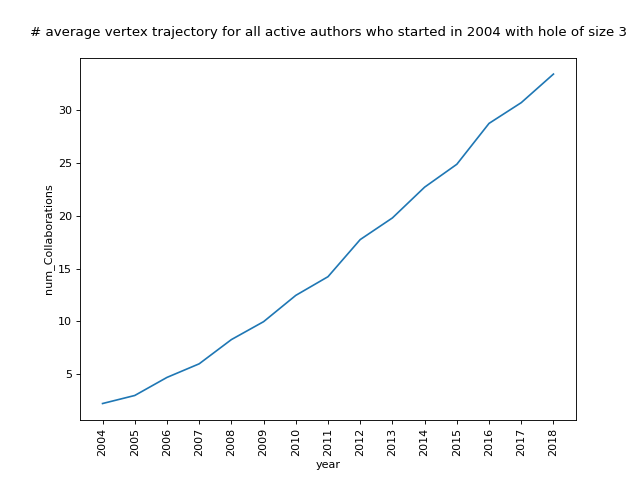 # average vertex trajectory for all active authors who started in 2004 with hole of size 3
num_Collaborations
30
25
20
15
10
5
2004 2005 2006 2007 2008 2009 2010 2011 2012 2013 2014 2015 2016 2017 2018
year